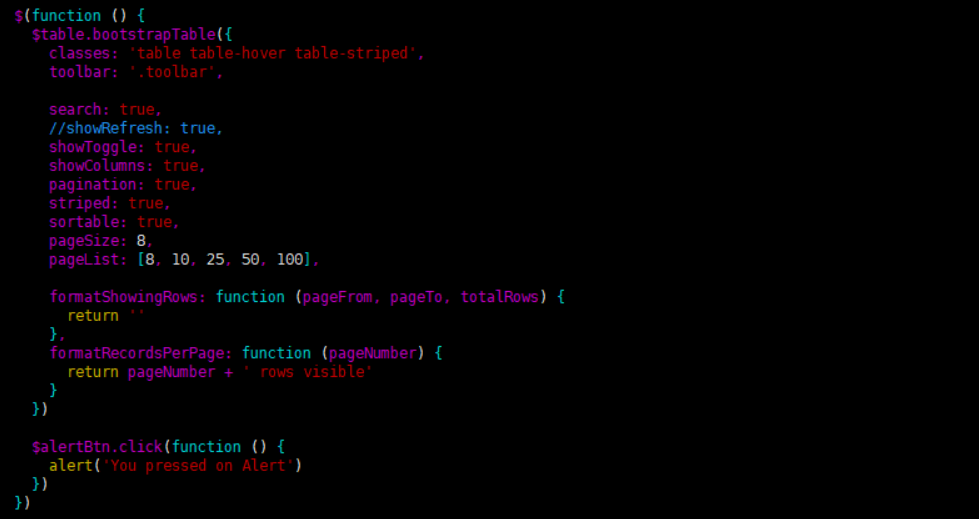 $(function () {
  $table.bootstrapTable({
    classes: 'table table-hover table-striped',
    toolbar: '.toolbar',

    search: true,
    //showRefresh: true,
    showToggle: true,
    showColumns: true,
    pagination: true,
    striped: true,
    sortable: true,
    pageSize: 8,
    pageList: [8, 10, 25, 50, 100],

    formatShowingRows: function (pageFrom, pageTo, totalRows) {
      return ''
    },
    formatRecordsPerPage: function (pageNumber) {
      return pageNumber + ' rows visible'
    }
  })

  $alertBtn.click(function () {
    alert('You pressed on Alert')
  })
})